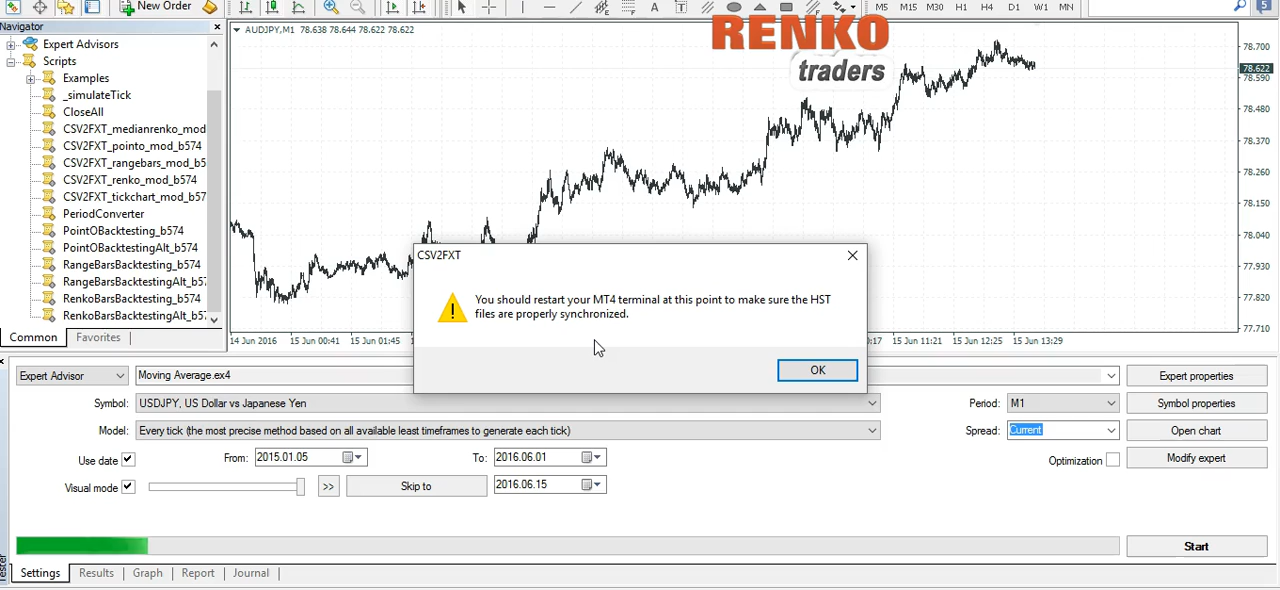 New Order
M5 M15 M30 H1 H4 D1 W1 MN
5
Navigator
Expert Advisors
Scripts
Examples
_simulateTick
CloseAll
CSV2FXT_medianrenko_mod
CSV2FXT_pointo_mod_b574
CSV2FXT_rangebars_mod_b5
CSV2FXT_renko_mod_b574
CSV2FXT_tickchart_mod_b57
PeriodConverter
PointOBacktesting_b574
PointOBacktestingAlt_b574
RangeBarsBacktesting_b574
RangeBarsBacktestingAlt_b57
RenkoBarsBacktesting_b574
RenkoBarsBacktestingAlt_b57
Common
Favorites
AUDJPY,M1 78.638 78.644 78.622 78.622
RENKO
traders
78.700
78.622
78.590
78.480
78.370
78.260
78.150
78.040
77.930
77.820
77.710
14 Jun 2016 15 Jun 00:41 15 Jun 01:45 0:17 15 Jun 11:21 15 Jun 12:25 15 Jun 13:29
CSV2FXT
You should restart your MT4 terminal at this point to make sure the HST
files are properly synchronized.
OK
Expert Advisor
Moving Average.ex4
Expert properties
Symbol:
USDJPY, US Dollar vs Japanese Yen
Period:
M1
Symbol properties
Model:
Every tick (the most precise method based on all available least timeframes to generate each tick)
Spread:
Current
Open chart
Use date
From:
2015.01.05
To:
2016.06.01
Optimization
Modify expert
Visual mode
>>
Skip to
2016.06.15
Start
Settings
Results
Graph
Report
Journal
Tester